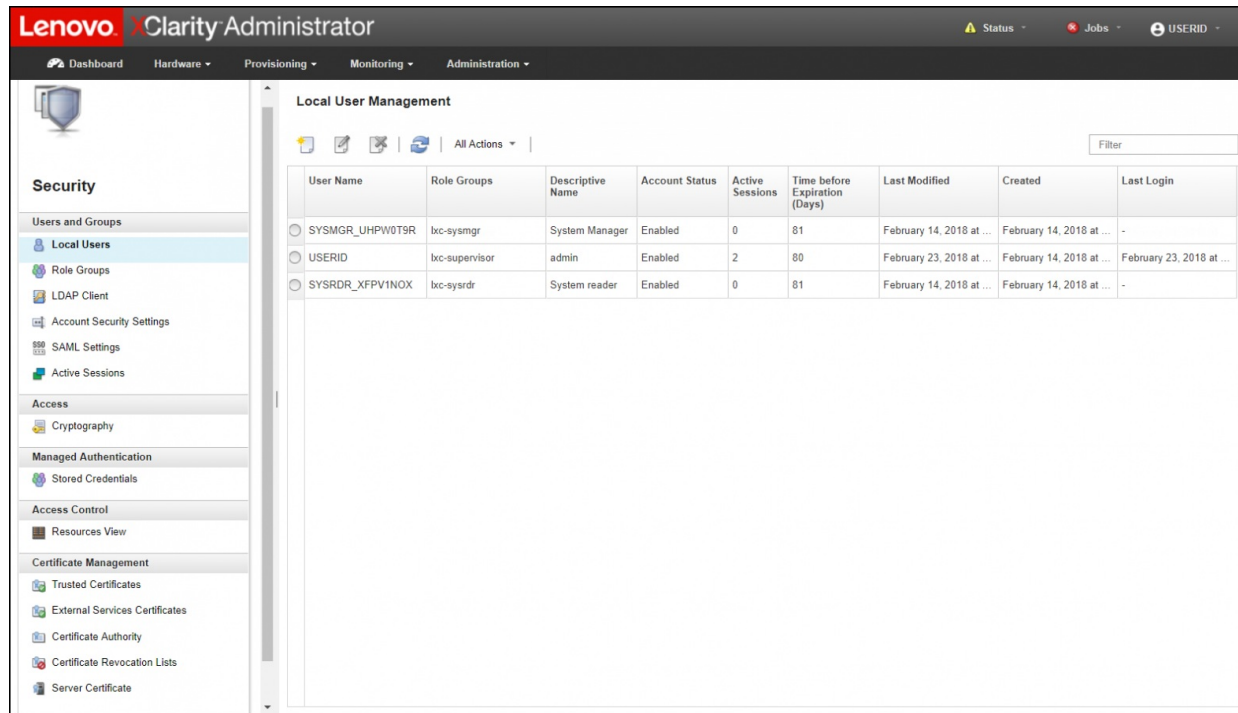 Lenovo. XClarity Administrator
Status
Jobs
USERID
Dashboard Hardware Provisioning Monitoring Administration
Security
Users and Groups
Local Users
Role Groups
LDAP Client
Account Security Settings
SAML Settings
Active Sessions
Access
Cryptography
Managed Authentication
Stored Credentials
Access Control
Resources View
Certificate Management
Trusted Certificates
External Services Certificates
Certificate Authority
Certificate Revocation Lists
Server Certificate
Local User Management
All Actions
Filter
User Name Role Groups Descriptive Name Account Status Active Sessions Time before Expiration (Days) Last Modified Created Last Login
SYSMGR_UHPW0T9R lxc-sysmgr System Manager Enabled 0 81 February 14, 2018 at ... February 14, 2018 at ... -
USERID lxc-supervisor admin Enabled 2 80 February 23, 2018 at ... February 14, 2018 at ... February 23, 2018 at ...
SYSRDR_XFPV1NOX lxc-sysrdr System reader Enabled 0 81 February 14, 2018 at ... February 14, 2018 at ... -